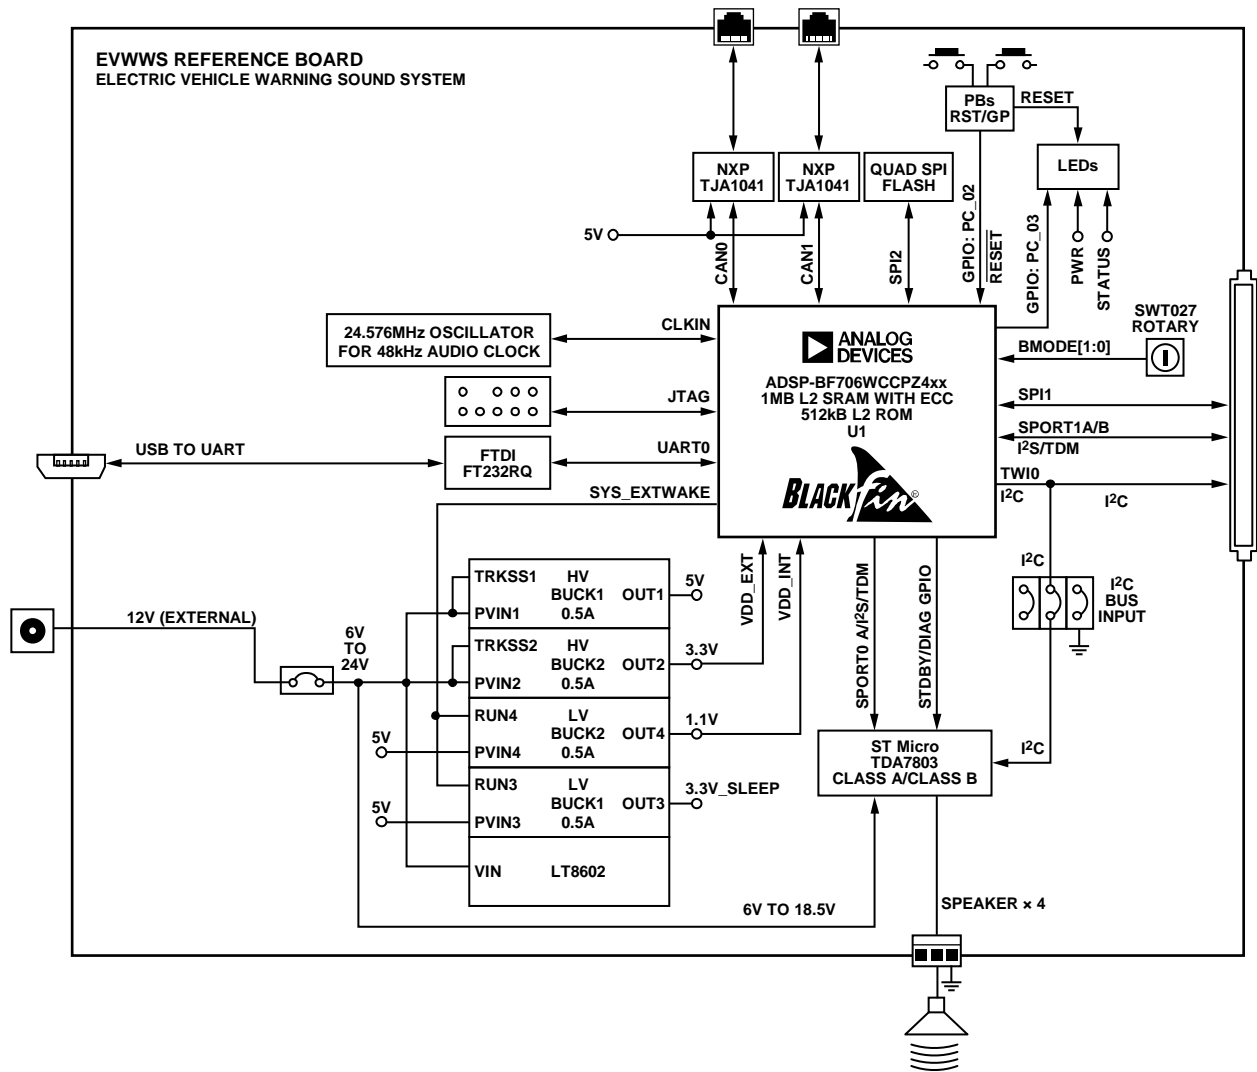 EVWWS REFERENCE BOARD
ELECTRIC VEHICLE WARNING SOUND SYSTEM
PBs
RST/GP
RESET
LEDs
NXP
TJA1041
NXP
TJA1041
QUAD SPI
FLASH
5V
CAN0
CAN1
SPI2
GPIO: PC_02
RESET
GPIO: PC_03
PWR
STATUS
SWT027
ROTARY
24.576MHz OSCILLATOR
FOR 48kHz AUDIO CLOCK
CLKIN
ANALOG
DEVICES
BMODE[1:0]
ADSP-BF706WCCPZ4xx
1MB L2 SRAM WITH ECC
512kB L2 ROM
U1
JTAG
SPI1
SPORT1A/B
I²S/TDM
USB TO UART
FTDI
FT232RQ
UART0
TWI0
I²C
I²C
SYS_EXTWAKE
BLACKfin®
VDD_EXT
VDD_INT
SPORT0 A/I²S/TDM
STDBY/DIAG GPIO
I²C
I²C
BUS
INPUT
12V (EXTERNAL)
6V
TO
24V
TRKSS1
PVIN1
HV
BUCK1
0.5A
OUT1
5V
TRKSS2
PVIN2
HV
BUCK2
0.5A
OUT2
3.3V
RUN4
PVIN4
5V
LV
BUCK2
0.5A
OUT4
1.1V
RUN3
PVIN3
5V
LV
BUCK1
0.5A
OUT3
3.3V_SLEEP
VIN
LT8602
ST Micro
TDA7803
CLASS A/CLASS B
I²C
6V TO 18.5V
SPEAKER × 4